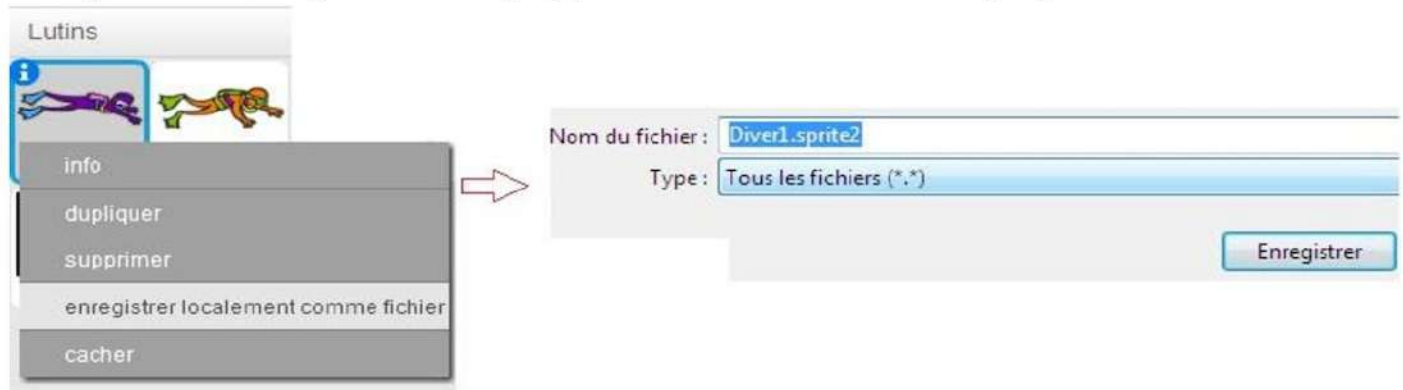 Lutins
info
dupliquer
supprimer
enregistrer localement comme fichier
cacher
Nom du fichier : Diver1.sprite2
Type : Tous les fichiers (*.*)
Enregistrer